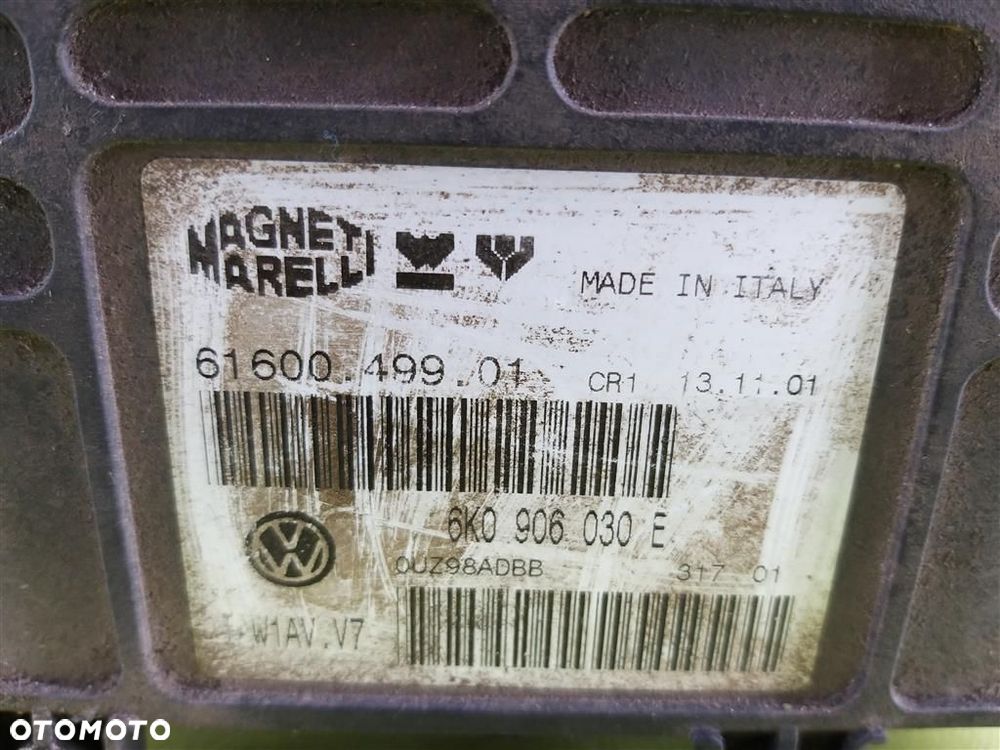 MAGNETI
MARELLI
MADE IN ITALY
61600.499.01 CR1 13.11.01
6K0 906 030 E
0UZ98ADBB 317 01
W1AV.V7
OTOMOTO